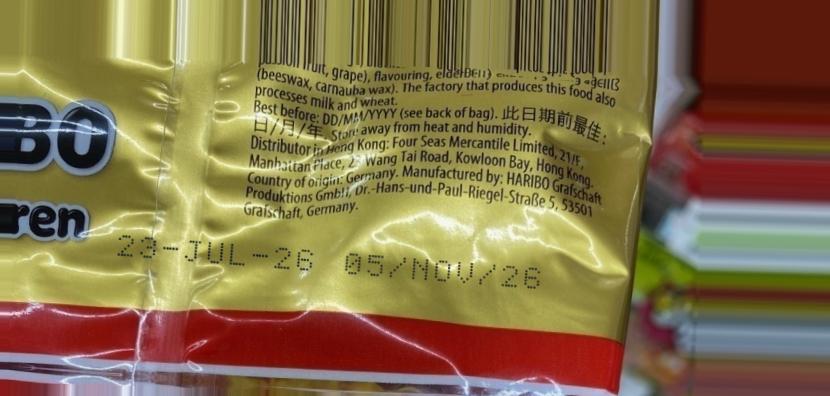 fruit, grape), flavouring,
(beeswax, carnauba wax). The factory that produces this food also
processes milk and wheat.
Best before: DD/MM/YYYY (see back of bag). 此日期前最佳:
日/月/年. Store away from heat and humidity.
Distributor in Hong Kong: Four Seas Mercantile Limited, 21/F,
Manhattan Place, 23 Wang Tai Road, Kowloon Bay, Hong Kong.
Country of origin: Germany. Manufactured by: HARIBO Grafschaft
Produktions GmbH, Dr.-Hans-und-Paul-Riegel-Straße 5, 53501
Grafschaft, Germany.
BO
ren
23-JUL-26 05/NOV/26